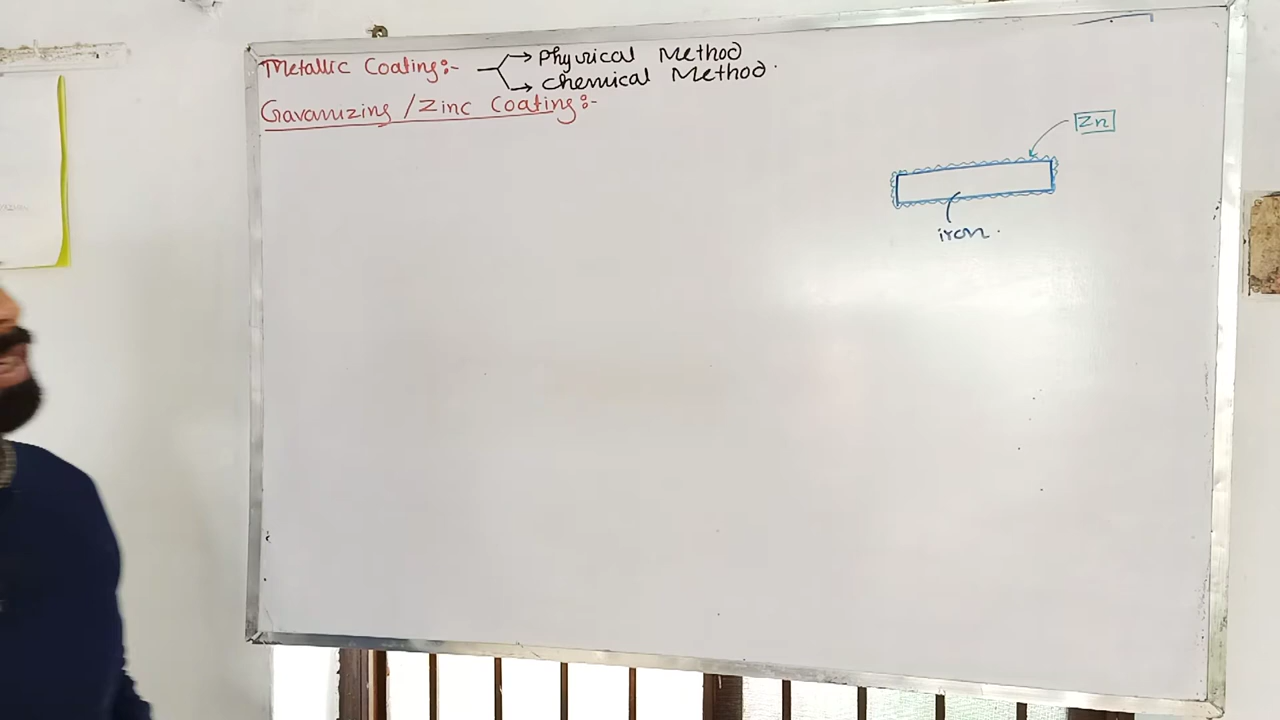 Metallic Coating:- → Physical Method
→ Chemical Method.
Gavanizing / Zinc Coating:-
Zn
iron.